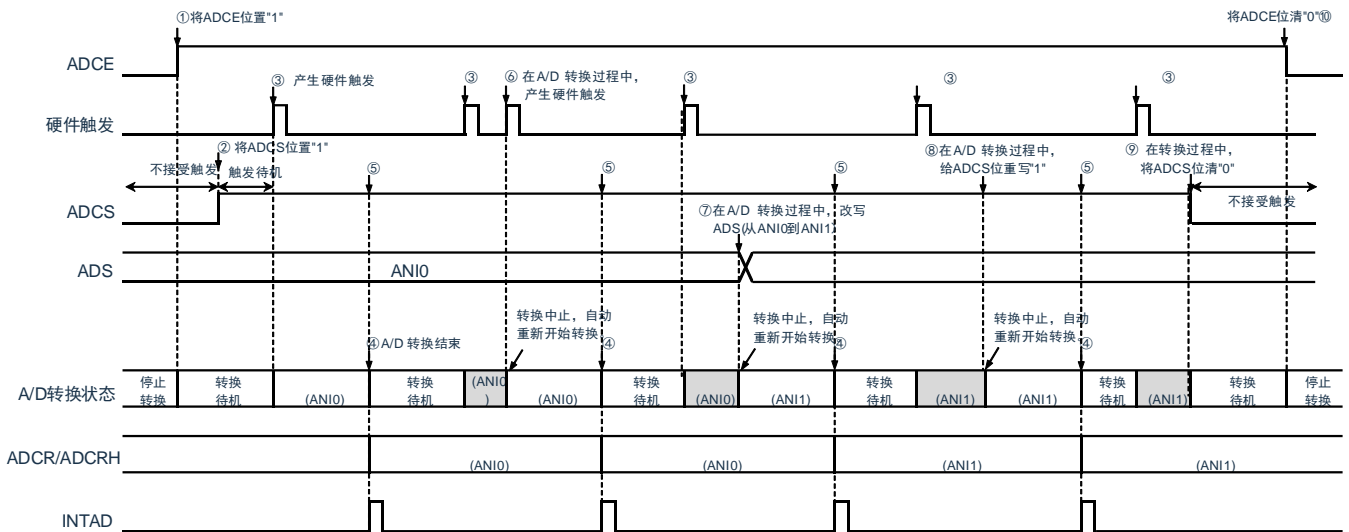 ①将ADCE位置"1"
将ADCE位清"0"⑩
ADCE
③ 产生硬件触发
③
⑥ 在A/D 转换过程中，
产生硬件触发
③
③
③
硬件触发
② 将ADCS位置"1"
不接受触发
触发待机
⑤
⑤
⑤
⑧在A/D 转换过程中，
给ADCS位重写"1"
⑤
⑨ 在转换过程中，
将ADCS位清"0"
不接受触发
ADCS
⑦在A/D 转换过程中，改写
ADS(从ANI0到ANI1)
ADS
ANI0
④A/D 转换结束
转换中止，自动
重新开始转换
④
转换中止，自动
重新开始转换
④
转换中止，自动
重新开始转换
④
A/D转换状态
停止
转换
转换
待机
(ANI0)
转换
待机
(ANI0
)
(ANI0)
转换
待机
(ANI0)
(ANI1)
转换
待机
(ANI1)
(ANI1)
转换
待机
(ANI1)
转换
待机
停止
转换
ADCR/ADCRH
(ANI0)
(ANI0)
(ANI1)
(ANI1)
INTAD